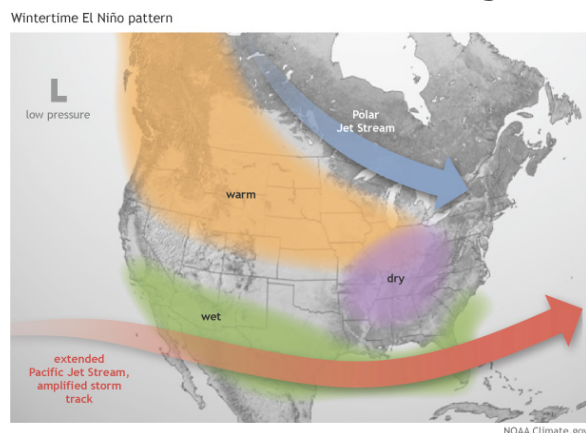 Wintertime El Niño pattern
L
low pressure
Polar
Jet Stream
warm
dry
wet
extended
Pacific Jet Stream,
amplified storm
track
NOAA Climate.gov